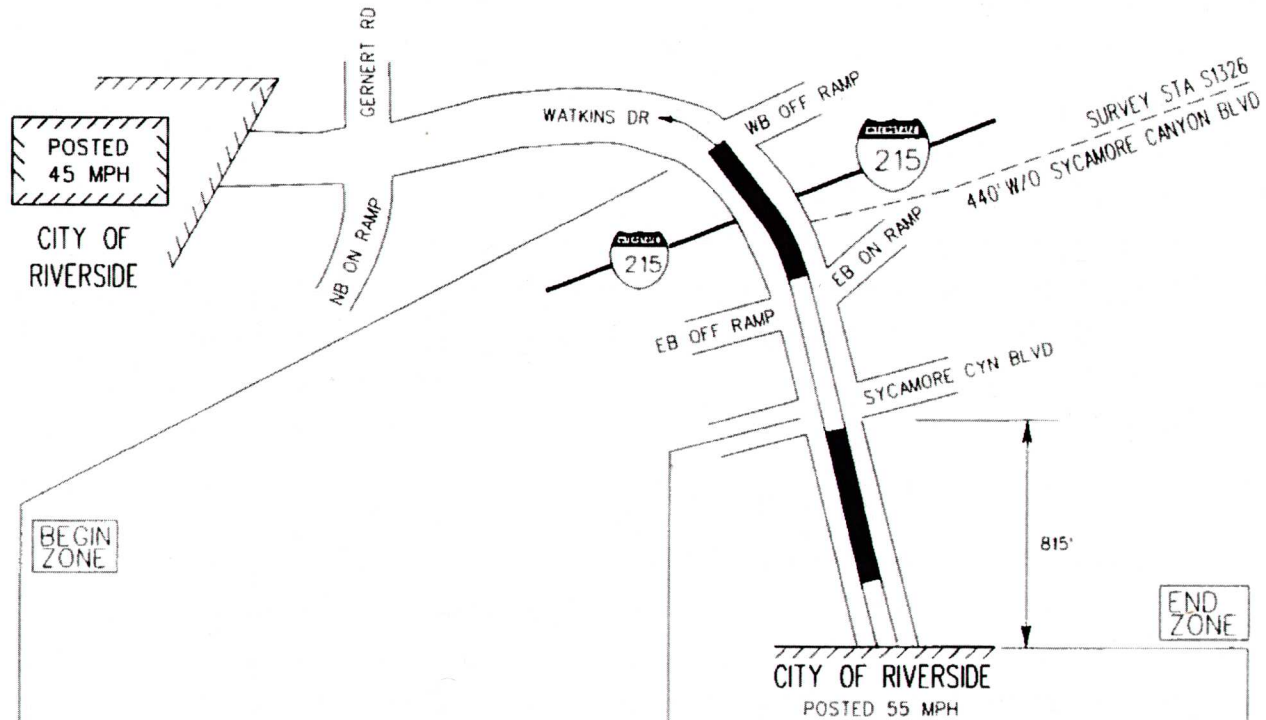 GERNERT RD
POSTED
45 MPH
CITY OF
RIVERSIDE
NB ON RAMP
WATKINS DR
WB OFF RAMP
INTERSTATE
215
SURVEY STA S1326
440' W/O SYCAMORE CANYON BLVD
INTERSTATE
215
EB ON RAMP
EB OFF RAMP
SYCAMORE CYN BLVD
BEGIN
ZONE
815'
END
ZONE
CITY OF RIVERSIDE
POSTED 55 MPH